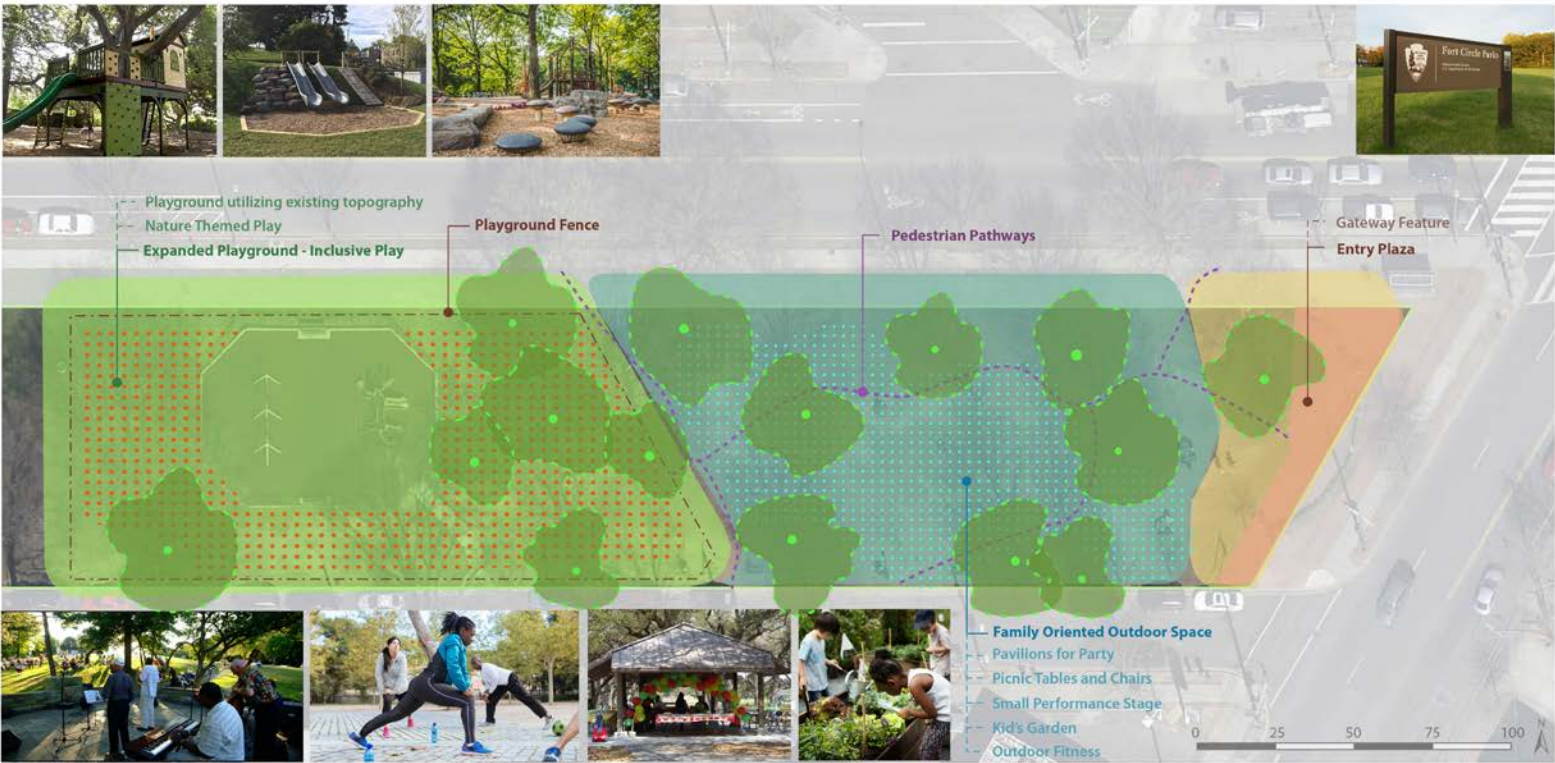 Fort Circle Parks
Playground utilizing existing topography
Nature Themed Play
Expanded Playground - Inclusive Play
Playground Fence
Pedestrian Pathways
Gateway Feature
Entry Plaza
Family Oriented Outdoor Space
Pavilions for Party
Picnic Tables and Chairs
Small Performance Stage
Kid's Garden
Outdoor Fitness
0 25 50 75 100
N